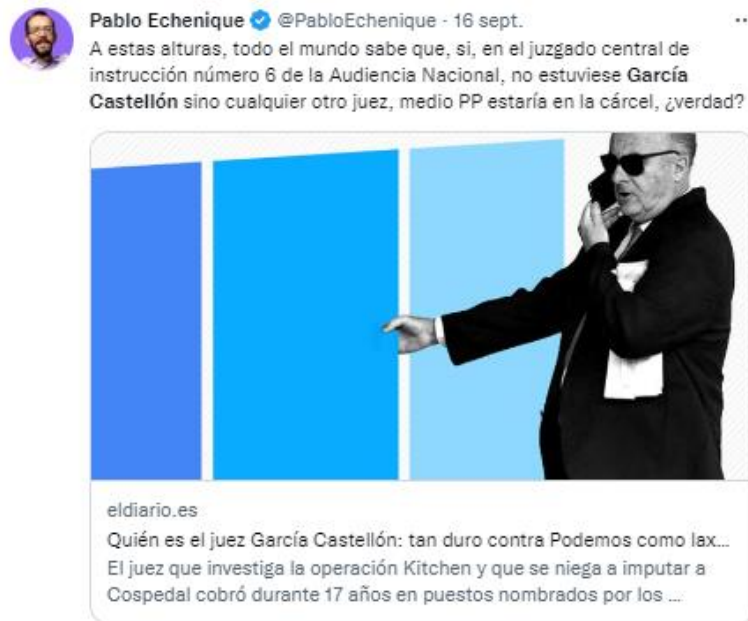 Pablo Echenique @PabloEchenique · 16 sept.
A estas alturas, todo el mundo sabe que, si, en el juzgado central de
instrucción número 6 de la Audiencia Nacional, no estuviese García
Castellón sino cualquier otro juez, medio PP estaría en la cárcel, ¿verdad?
eldiario.es
Quién es el juez García Castellón: tan duro contra Podemos como lax...
El juez que investiga la operación Kitchen y que se niega a imputar a
Cospedal cobró durante 17 años en puestos nombrados por los ...